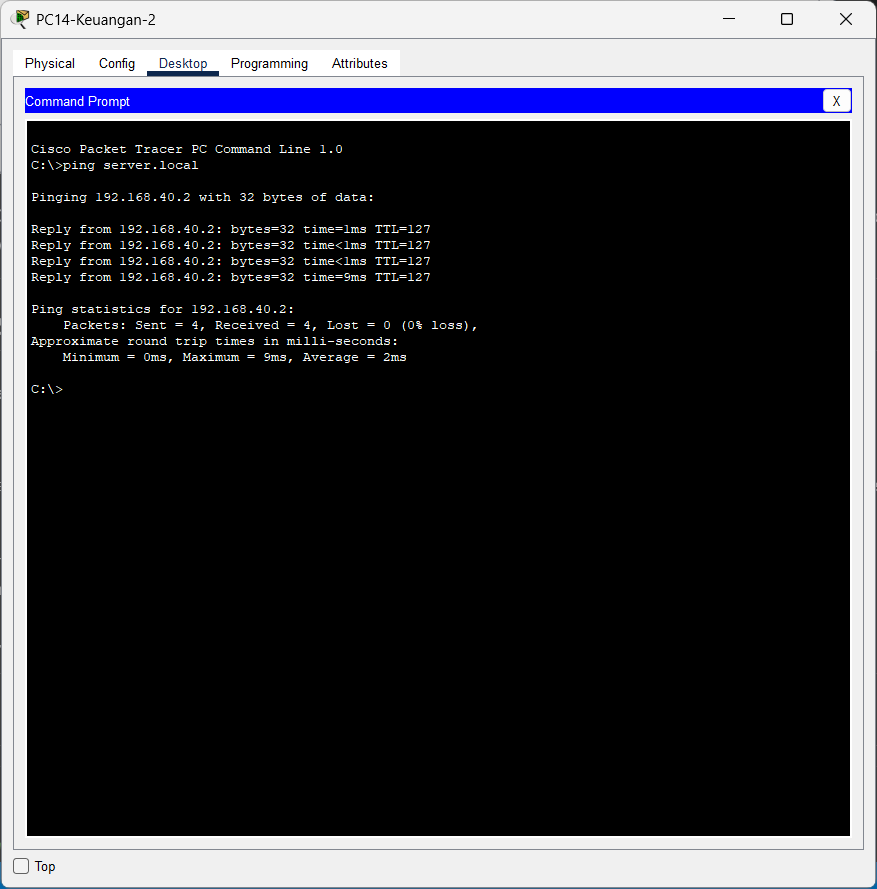 PC14-Keuangan-2
Physical Config Desktop Programming Attributes
Command Prompt
X
Cisco Packet Tracer PC Command Line 1.0
C:\>ping server.local
Pinging 192.168.40.2 with 32 bytes of data:
Reply from 192.168.40.2: bytes=32 time=1ms TTL=127
Reply from 192.168.40.2: bytes=32 time<1ms TTL=127
Reply from 192.168.40.2: bytes=32 time<1ms TTL=127
Reply from 192.168.40.2: bytes=32 time=9ms TTL=127
Ping statistics for 192.168.40.2:
Packets: Sent = 4, Received = 4, Lost = 0 (0% loss),
Approximate round trip times in milli-seconds:
Minimum = 0ms, Maximum = 9ms, Average = 2ms
C:\>
Top